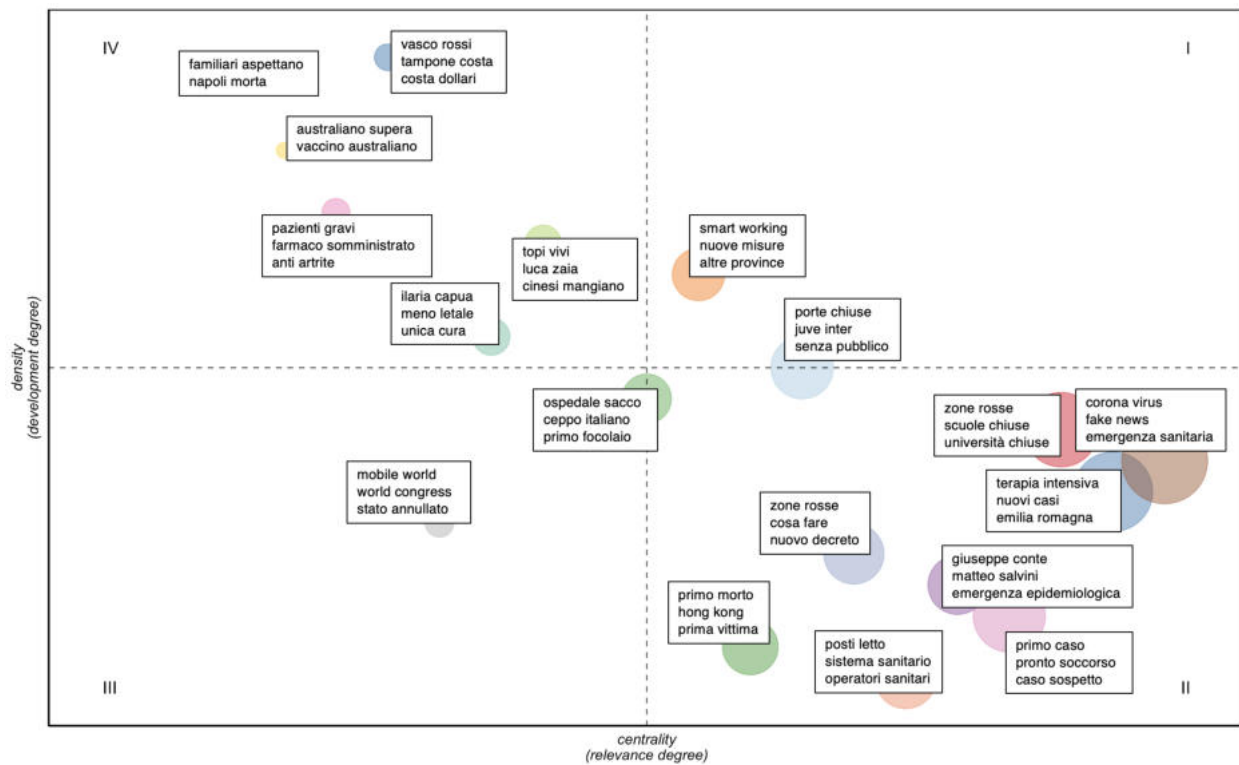 IV
I
familiari aspettano
napoli morta
vasco rossi
tampone costa
costa dollari
australiano supera
vaccino australiano
pazienti gravi
farmaco somministrato
anti artrite
topi vivi
luca zaia
cinesi mangiano
smart working
nuove misure
altre province
ilaria capua
meno letale
unica cura
porte chiuse
juve inter
senza pubblico
density
(development degree)
ospedale sacco
ceppo italiano
primo focolaio
zone rosse
scuole chiuse
università chiuse
corona virus
fake news
emergenza sanitaria
mobile world
world congress
stato annullato
terapia intensiva
nuovi casi
emilia romagna
zone rosse
cosa fare
nuovo decreto
giuseppe conte
matteo salvini
emergenza epidemiologica
primo morto
hong kong
prima vittima
posti letto
sistema sanitario
operatori sanitari
primo caso
pronto soccorso
caso sospetto
III
II
centrality
(relevance degree)